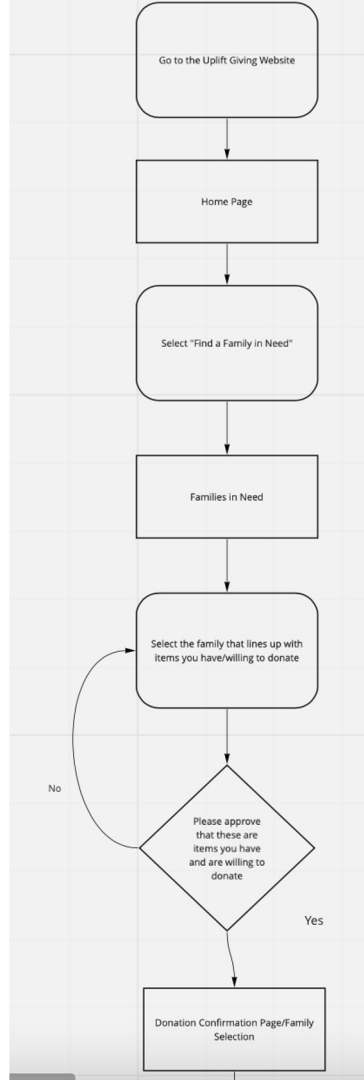 Go to the Uplift Giving Website
Home Page
Select "Find a Family in Need"
Families in Need
Select the family that lines up with
items you have/willing to donate
No
Please approve
that these are
items you have
and are willing to
donate
Yes
Donation Confirmation Page/Family
Selection